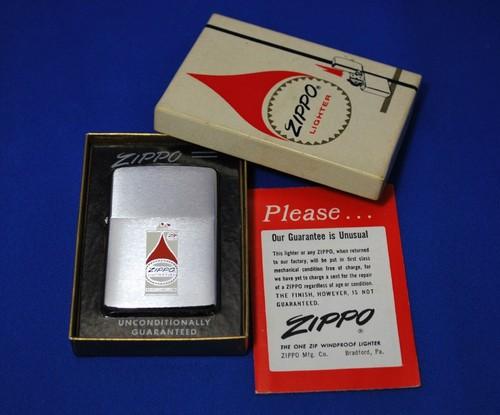 ZIPPO
LIGHTER
ZIPPO
ZIPPO
UNCONDITIONALLY
GUARANTEED
Please...
Our Guarantee is Unusual
This lighter or any ZIPPO, when returned
to our factory, will be put in first class
mechanical condition free of charge, for
we have yet to charge a cent for the repair
of a ZIPPO regardless of age or condition.
THE FINISH, HOWEVER, IS NOT
GUARANTEED.
ZIPPO
THE ONE ZIP WINDPROOF LIGHTER
ZIPPO Mfg. Co. Bradford, Pa.